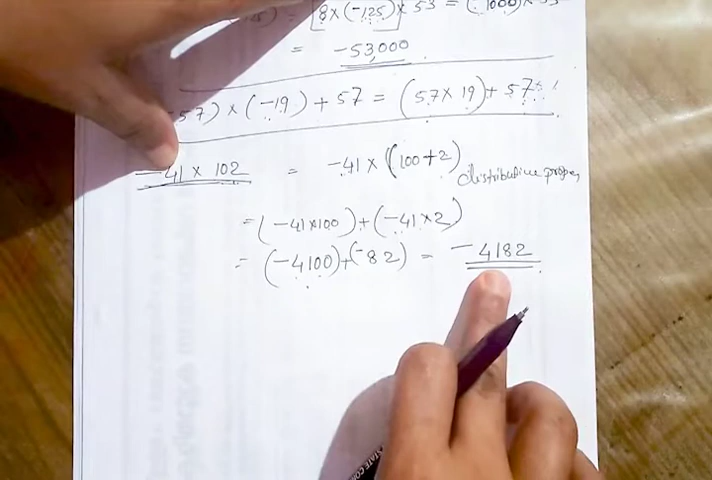 [8×(-125)]×53 = (-1000)×53
= -53,000
57)×(-19)+57 = (57×19)+57×1
-41 × 102 = -41×(100+2) distributive
=(-41×100)+(-41×2)
= (-4100)+(-82) = -4182